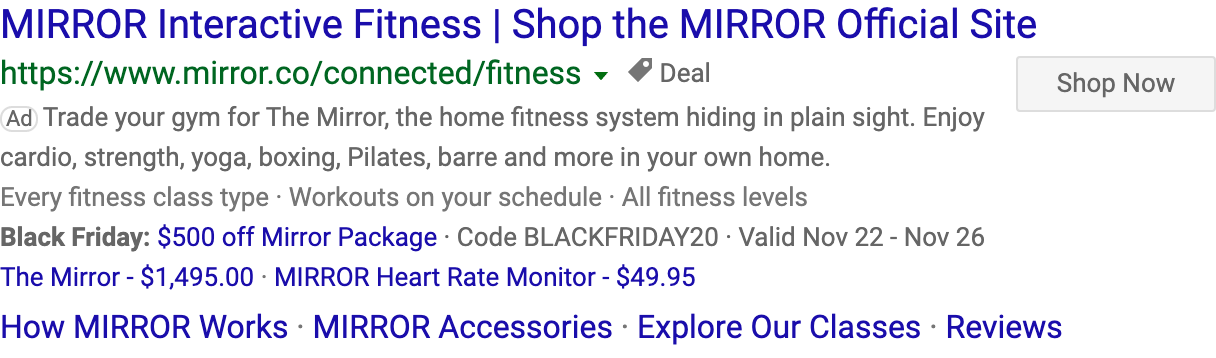 MIRROR Interactive Fitness | Shop the MIRROR Official Site
https://www.mirror.co/connected/fitness Deal
Shop Now
Ad Trade your gym for The Mirror, the home fitness system hiding in plain sight. Enjoy
cardio, strength, yoga, boxing, Pilates, barre and more in your own home.
Every fitness class type · Workouts on your schedule · All fitness levels
Black Friday: $500 off Mirror Package · Code BLACKFRIDAY20 · Valid Nov 22 - Nov 26
The Mirror - $1,495.00 · MIRROR Heart Rate Monitor - $49.95
How MIRROR Works · MIRROR Accessories · Explore Our Classes · Reviews